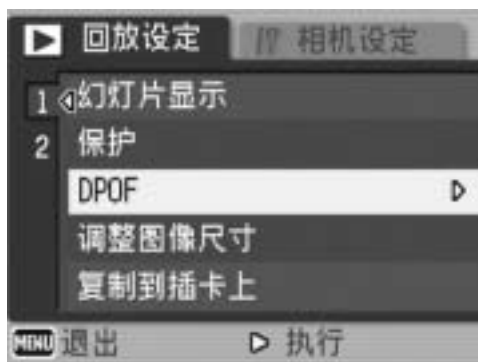 回放设定 相机设定
1 幻灯片显示
2 保护
DPOF
调整图像尺寸
复制到插卡上
MENU 退出 执行